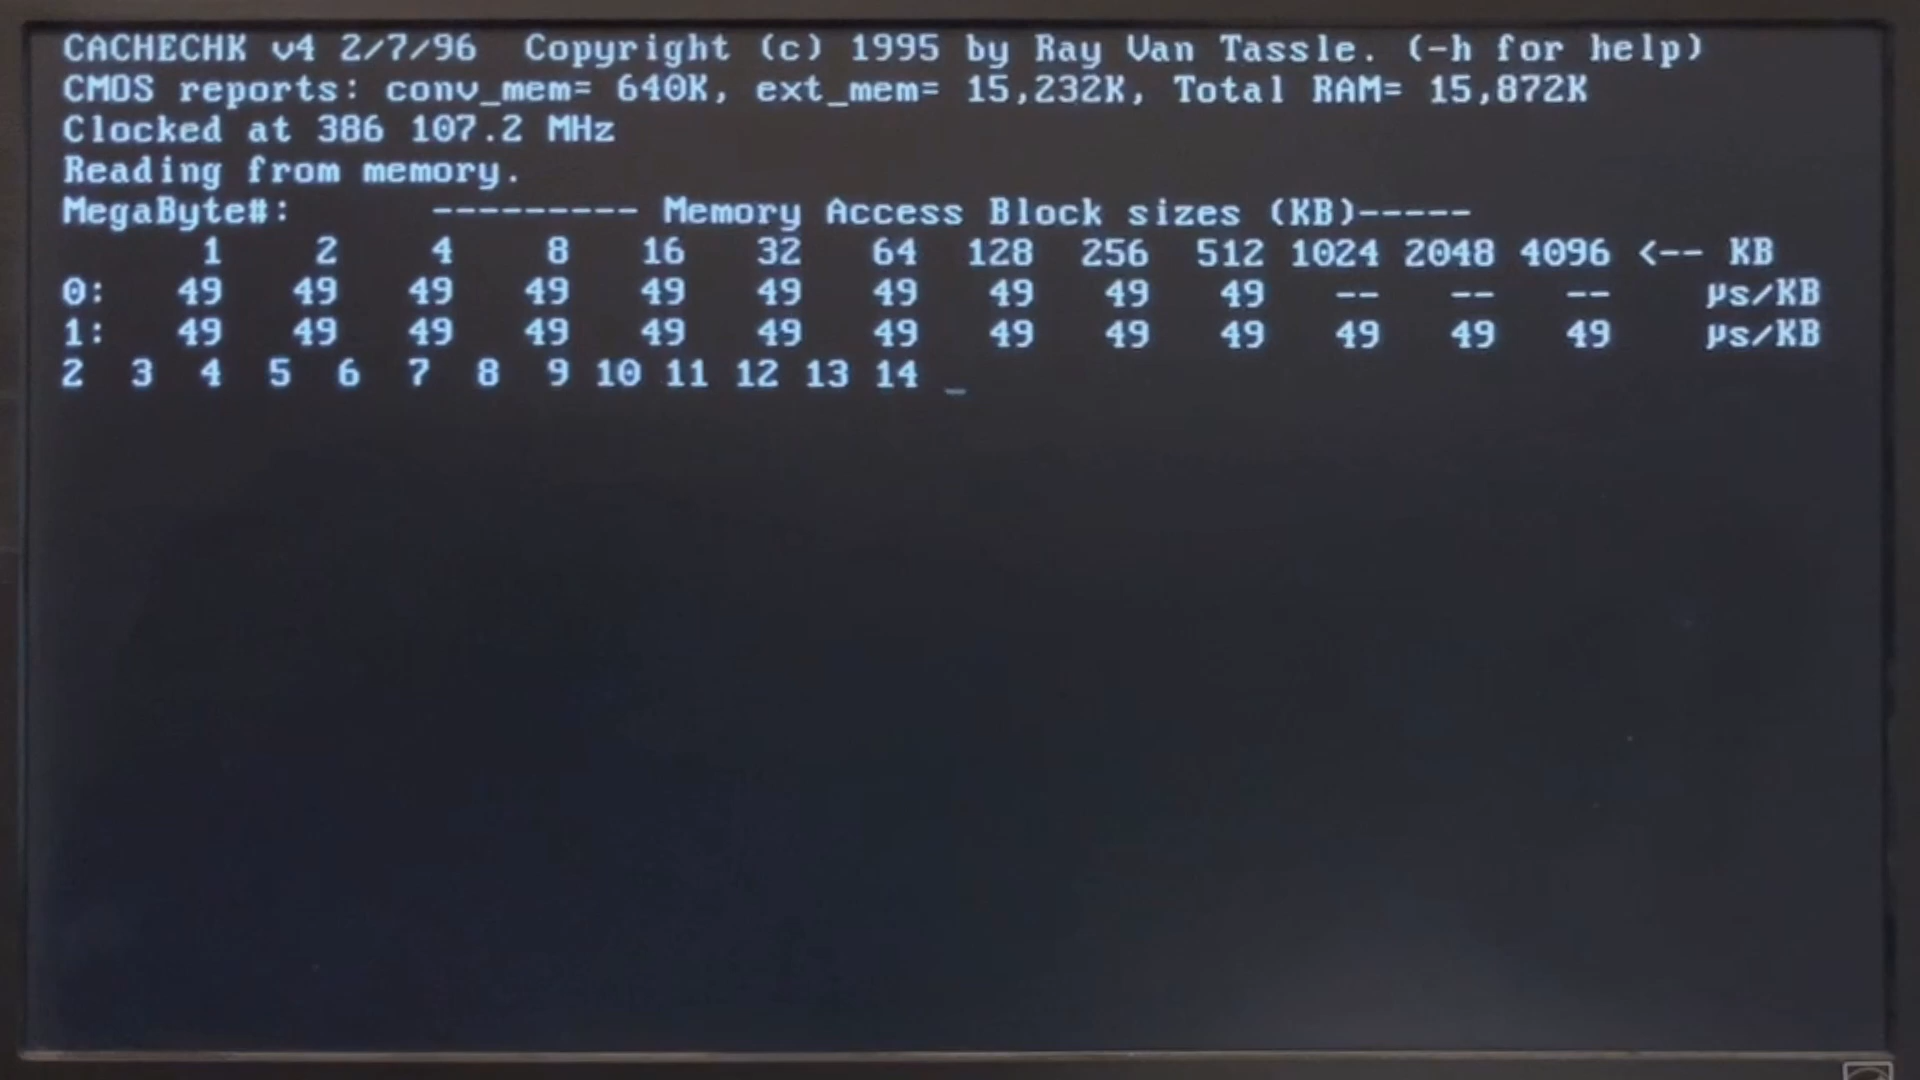 CACHECHK v4 2/7/96  Copyright (c) 1995 by Ray Van Tassle. (-h for help)
CMOS reports: conv_mem= 640K, ext_mem= 15,232K, Total RAM= 15,872K
Clocked at 386 107.2 MHz
Reading from memory.
MegaByte#:      --------- Memory Access Block sizes (KB)-----
1    2    4    8   16   32   64  128  256  512 1024 2048 4096 <-- KB
0:   49   49   49   49   49   49   49   49   49   49   --   --   --    µs/KB
1:   49   49   49   49   49   49   49   49   49   49   49   49   49    µs/KB
2  3  4  5  6  7  8  9 10 11 12 13 14 _